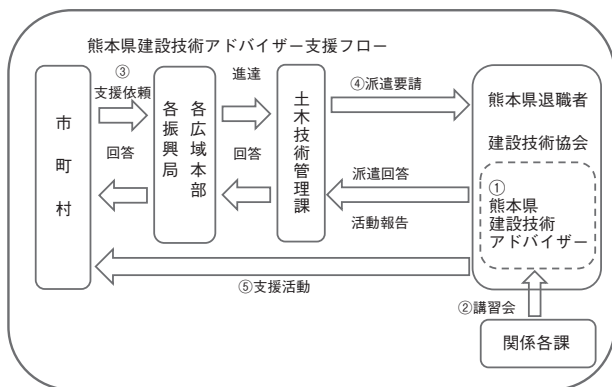 熊本県建設技術アドバイザー支援フロー
③
支援依頼
進達
④派遣要請
市町村
各振興局
各広域本部
土木技術管理課
回答
回答
派遣回答
活動報告
熊本県退職者
建設技術協会
①
熊本県
建設技術
アドバイザー
⑤支援活動
②講習会
関係各課